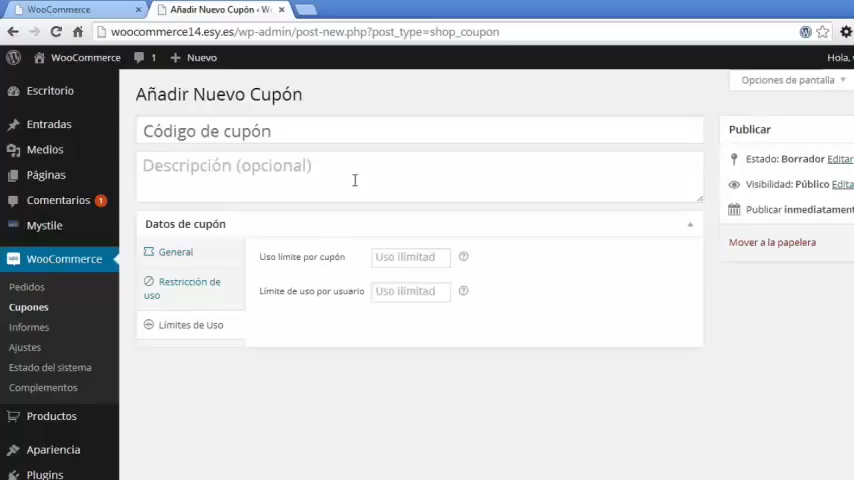 WooCommerce
Añadir Nuevo Cupón ‹ Wo
woocommerce14.esy.es/wp-admin/post-new.php?post_type=shop_coupon
WooCommerce
1
Nuevo
Hola,
Opciones de pantalla
Escritorio
Entradas
Medios
Páginas
Comentarios 1
Mystile
WooCommerce
Pedidos
Cupones
Informes
Ajustes
Estado del sistema
Complementos
Productos
Apariencia
Plugins
Añadir Nuevo Cupón
Código de cupón
Descripción (opcional)
Datos de cupón
General
Restricción de
uso
Límites de Uso
Uso límite por cupón
Uso ilimitad
Límite de uso por usuario
Uso ilimitad
Publicar
Estado: Borrador Editar
Visibilidad: Público Edita
Publicar inmediatament
Mover a la papelera